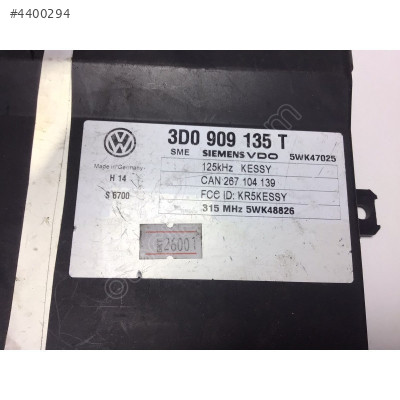 #4400294
3D0 909 135 T
SME SIEMENS VDO 5WK47025
Made in Germany
125kHz KESSY
H 14
CAN 267 104 139
S 6700
FCC ID: KR5KESSY
315 MHz 5WK48826
26001